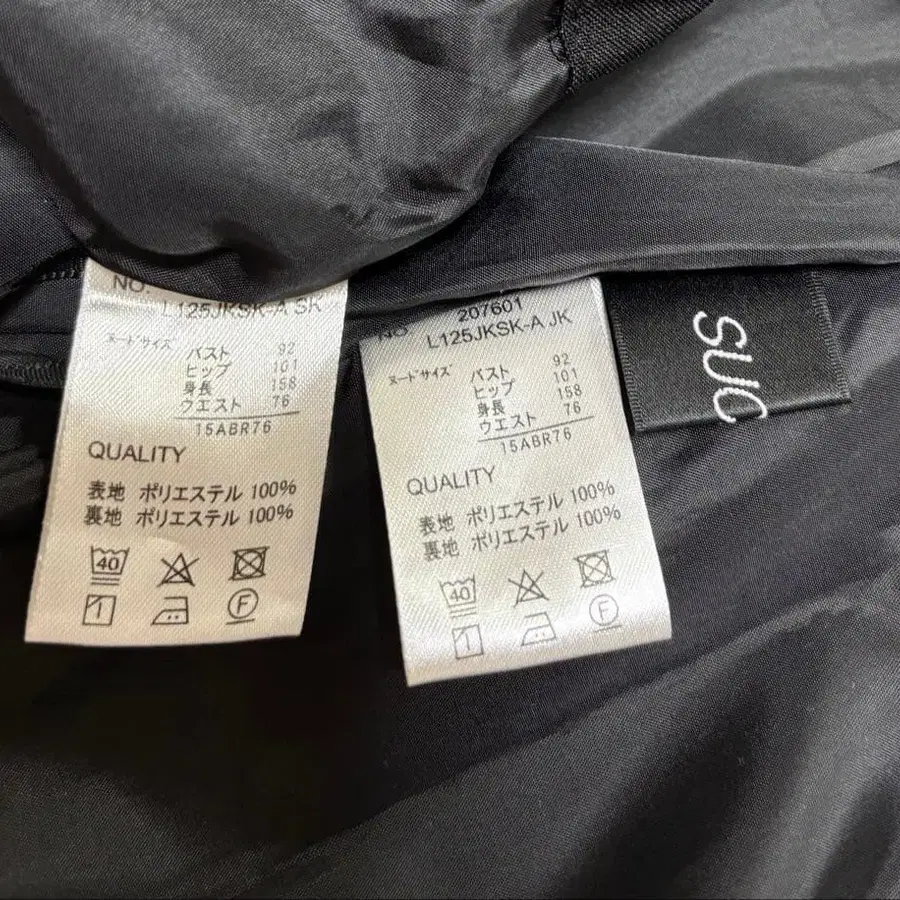 NO.
L125JKSK-A SK
ヌードサイズ
バスト 92
ヒップ 101
身長 158
ウエスト 76
15ABR76
QUALITY
表地 ポリエステル 100%
裏地 ポリエステル 100%
40
F
207601
NO. L125JKSK-A JK
ヌードサイズ
バスト 92
ヒップ 101
身長 158
ウエスト 76
15ABR76
QUALITY
表地 ポリエステル 100%
裏地 ポリエステル 100%
40
F
SUC